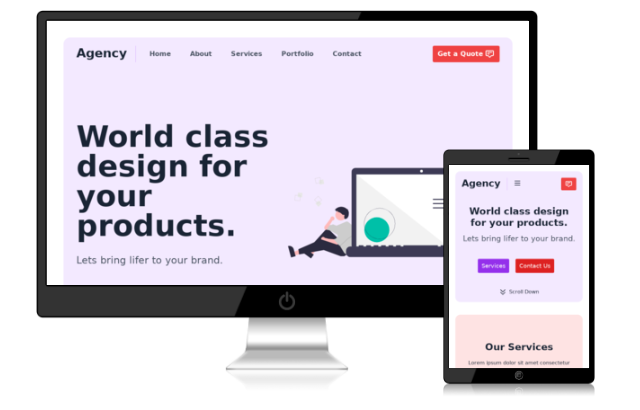 Agency
Home About Services Portfolio Contact
Get a Quote
World class
design for
your
products.
Lets bring lifer to your brand.
Agency
World class design
for your products.
Lets bring lifer to your brand.
Services Contact Us
Scroll Down
Our Services
Lorem ipsum dolor sit amet consectetur